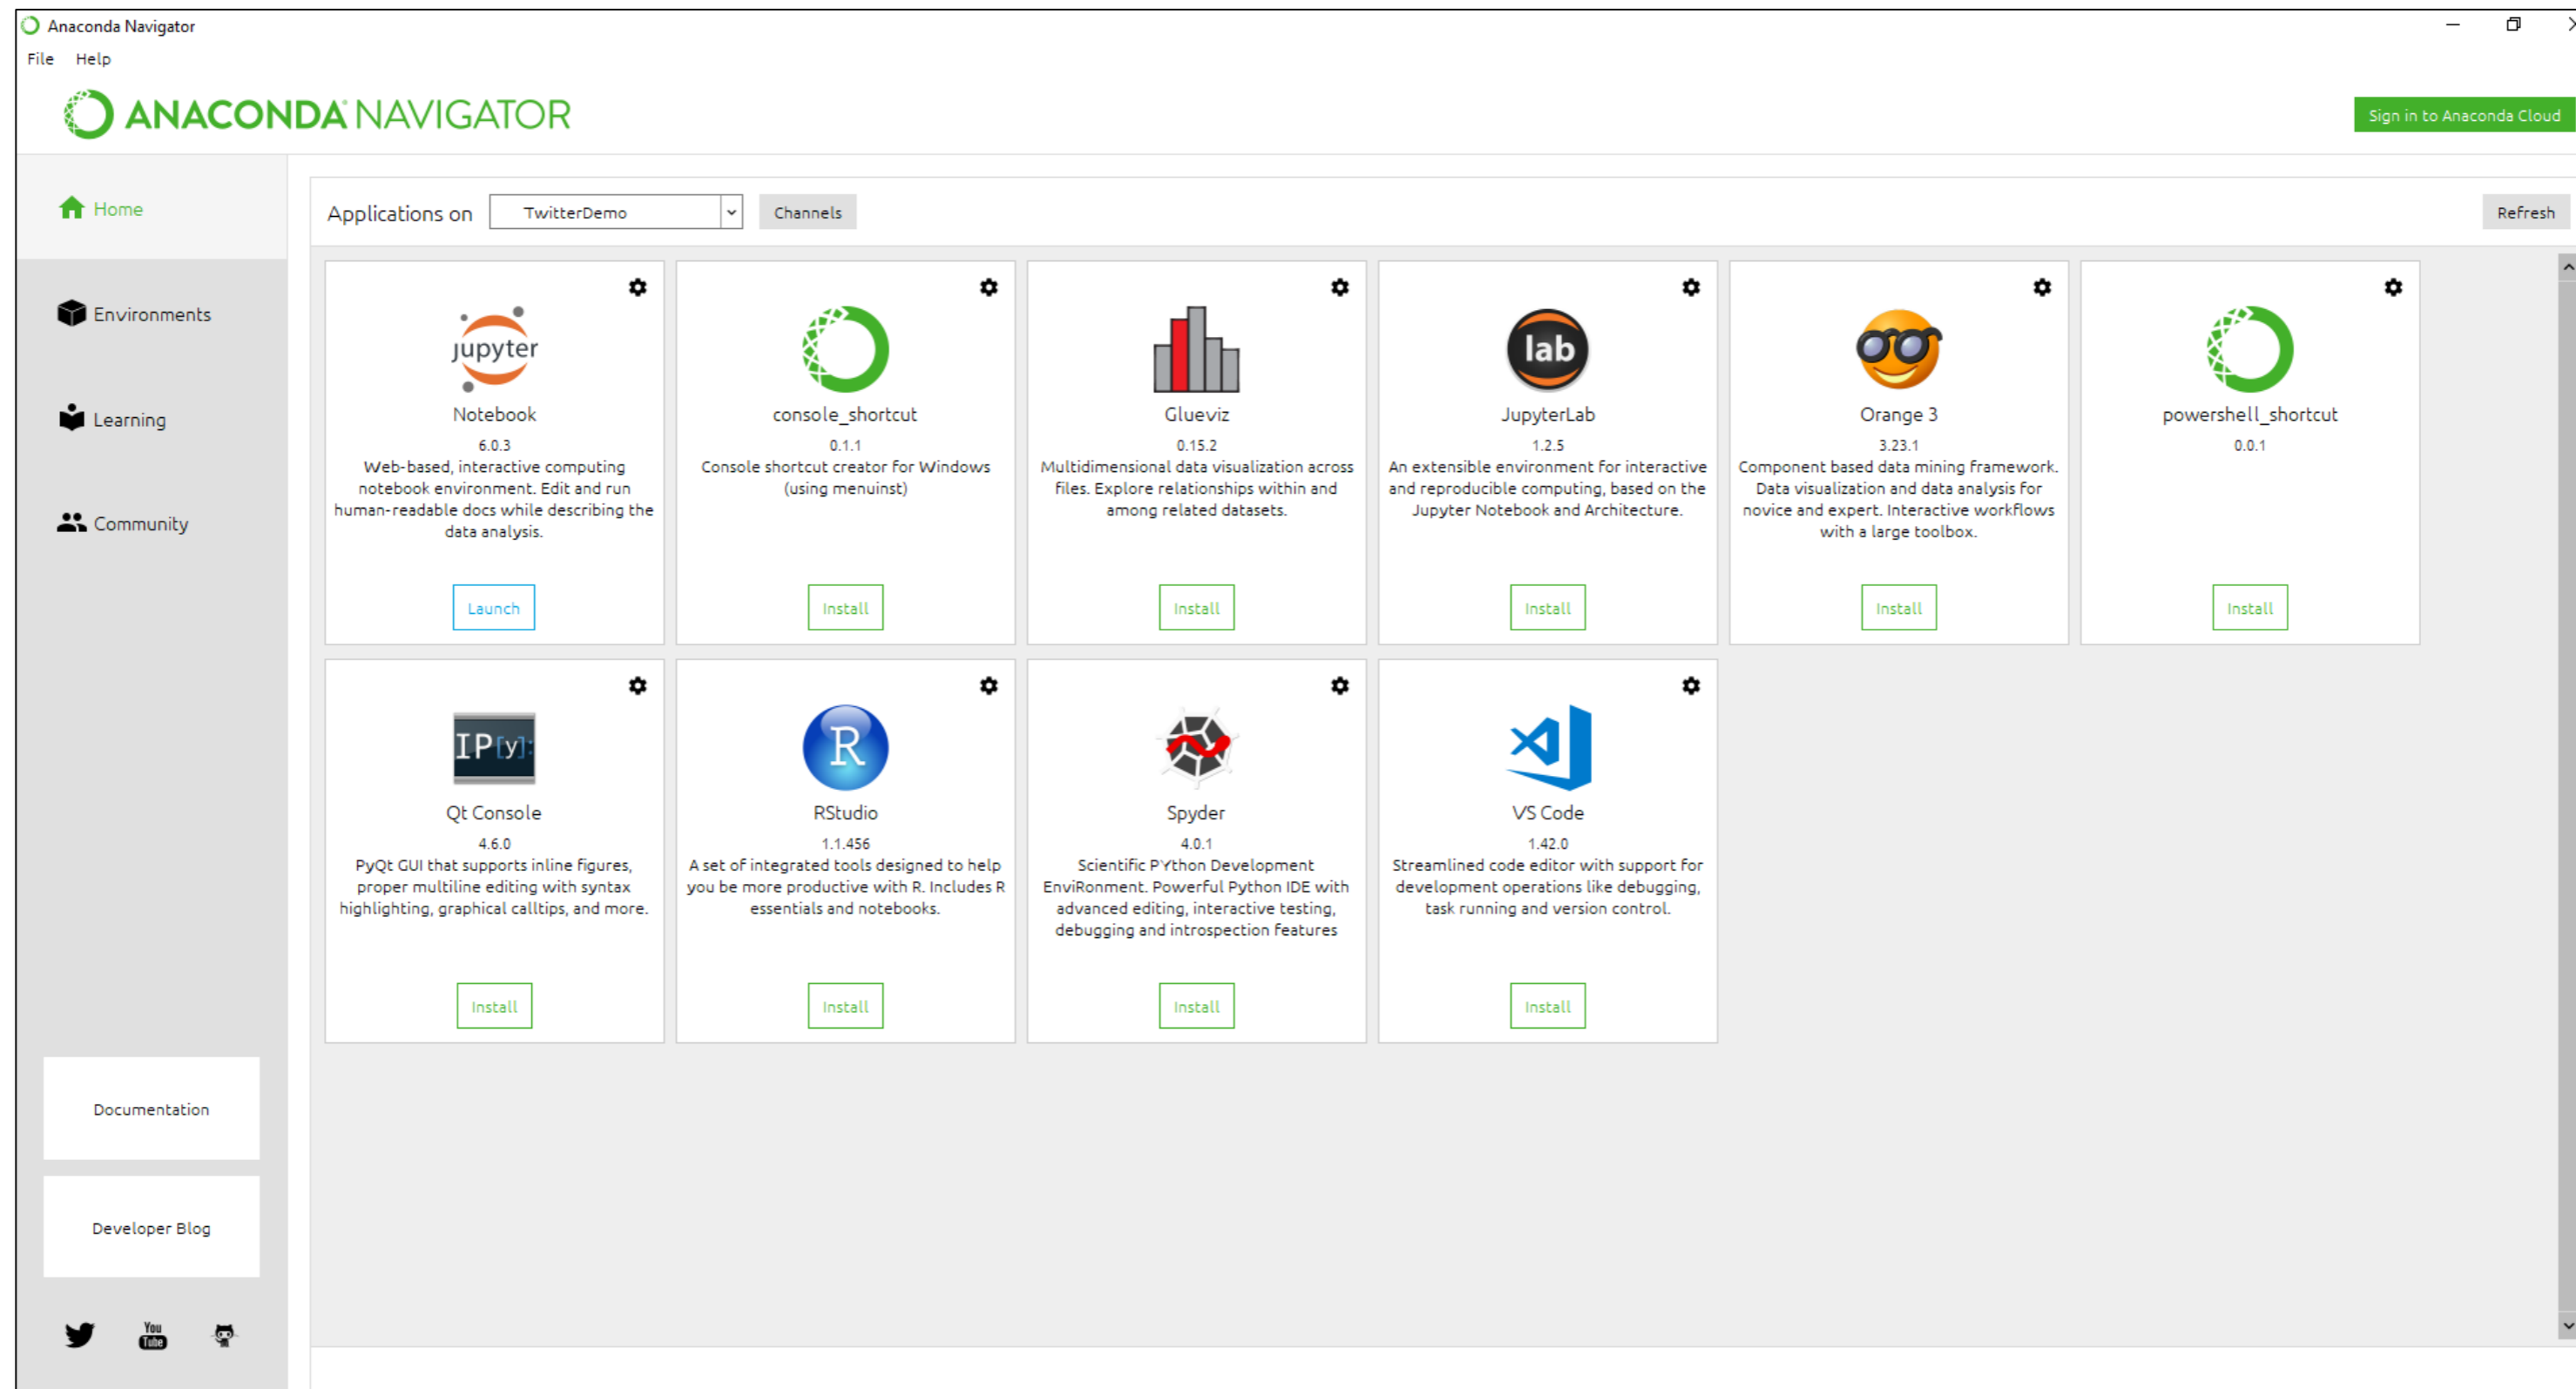 Anaconda Navigator
File Help
ANACONDA NAVIGATOR
Sign in to Anaconda Cloud
Home
Environments
Learning
Community
Documentation
Developer Blog
You
Tube
Applications on TwitterDemo Channels Refresh
jupyter
Notebook
6.0.3
Web-based, interactive computing
notebook environment. Edit and run
human-readable docs while describing the
data analysis.
Launch
console_shortcut
0.1.1
Console shortcut creator for Windows
(using menuinst)
Install
Glueviz
0.15.2
Multidimensional data visualization across
files. Explore relationships within and
among related datasets.
Install
lab
JupyterLab
1.2.5
An extensible environment for interactive
and reproducible computing, based on the
Jupyter Notebook and Architecture.
Install
Orange 3
3.23.1
Component based data mining framework.
Data visualization and data analysis for
novice and expert. Interactive workflows
with a large toolbox.
Install
powershell_shortcut
0.0.1
Install
IP[y]:
Qt Console
4.6.0
PyQt GUI that supports inline figures,
proper multiline editing with syntax
highlighting, graphical calltips, and more.
Install
R
RStudio
1.1.456
A set of integrated tools designed to help
you be more productive with R. Includes R
essentials and notebooks.
Install
Spyder
4.0.1
Scientific PYthon Development
EnviRonment. Powerful Python IDE with
advanced editing, interactive testing,
debugging and introspection features
Install
VS Code
1.42.0
Streamlined code editor with support for
development operations like debugging,
task running and version control.
Install